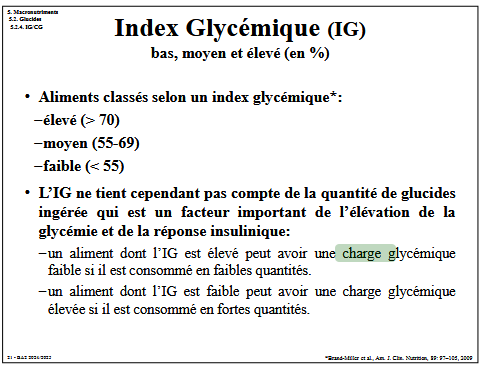 5. Macronutriments
5.2. Glucides
5.2.4. IG/CG
Index Glycémique (IG)
bas, moyen et élevé (en %)
• Aliments classés selon un index glycémique*:
–élevé (> 70)
–moyen (55-69)
–faible (< 55)
• L’IG ne tient cependant pas compte de la quantité de glucides
ingérée qui est un facteur important de l’élévation de la
glycémie et de la réponse insulinique:
–un aliment dont l’IG est élevé peut avoir une charge glycémique
faible si il est consommé en faibles quantités.
–un aliment dont l’IG est faible peut avoir une charge glycémique
élevée si il est consommé en fortes quantités.
*Brand-Miller et al., Am. J. Clin. Nutrition, 89: 97–105, 2009